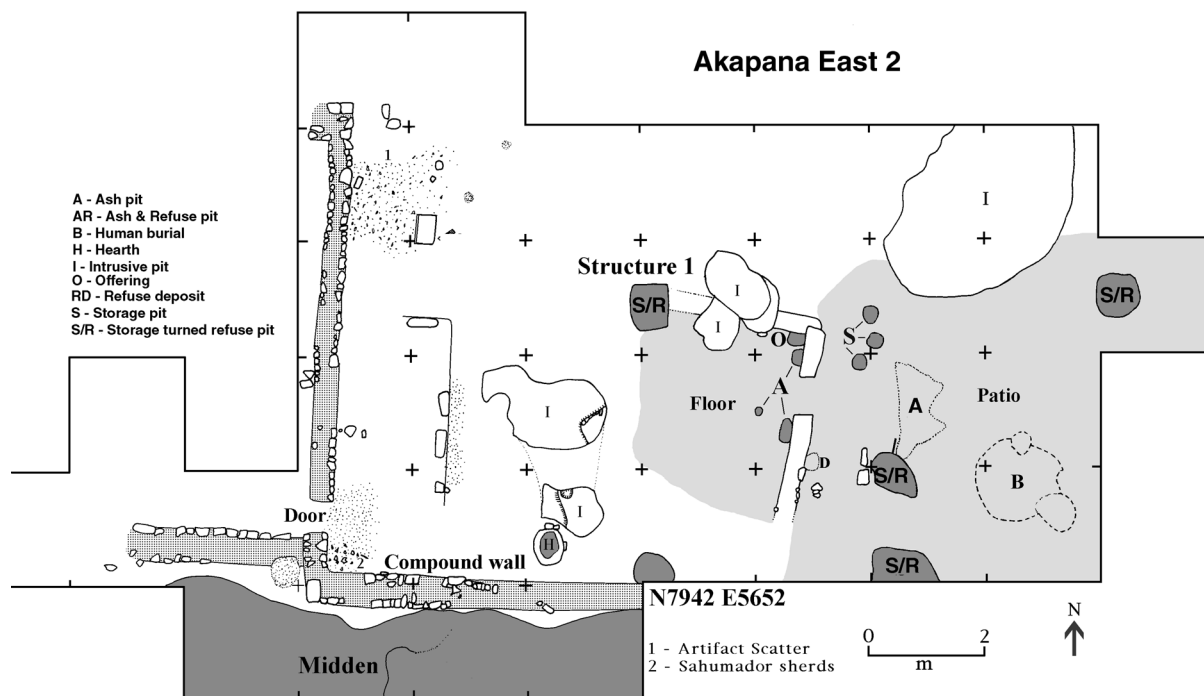 Akapana East 2
1
A - Ash pit
AR - Ash & Refuse pit
B - Human burial
H - Hearth
I - Intrusive pit
O - Offering
RD - Refuse deposit
S - Storage pit
S/R - Storage turned refuse pit
I
Structure 1
S/R
I
I
S/R
O
S
A
Floor
A
Patio
I
D
S/R
B
I
Door
H
2
Compound wall
S/R
N7942 E5652
1 - Artifact Scatter
2 - Sahumador sherds
0 2
m
N
Midden